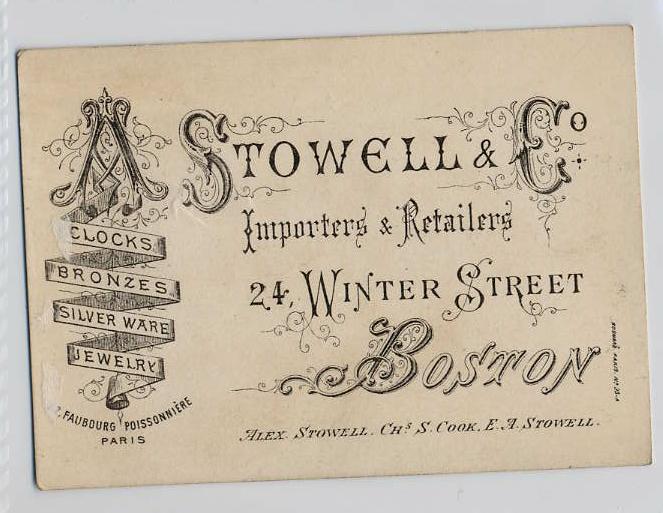 A STOWELL & Co
Importers & Retailers
24, WINTER STREET
BOSTON
ALEX. STOWELL. CHs S. COOK. E. A. STOWELL.
CLOCKS
BRONZES
SILVER WARE
JEWELRY
FAUBOURG POISSONNIÈRE
PARIS